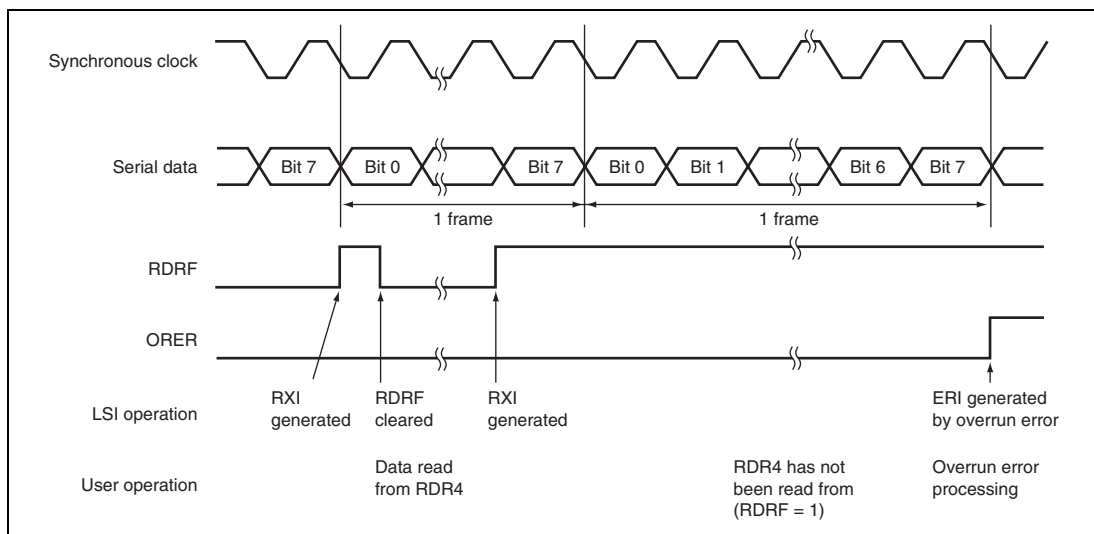 Synchronous clock
Serial data
Bit 7
Bit 0
Bit 7
Bit 0
Bit 1
Bit 6
Bit 7
1 frame
1 frame
RDRF
ORER
LSI operation
RXI
generated
RDRF
cleared
RXI
generated
ERI generated
by overrun error
User operation
Data read
from RDR4
RDR4 has not
been read from
(RDRF = 1)
Overrun error
processing